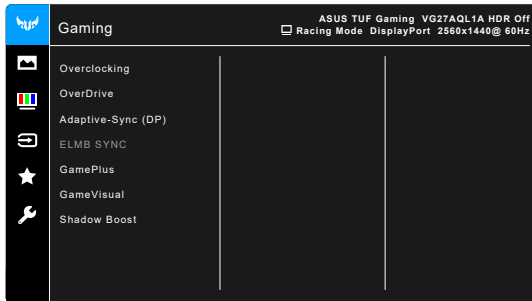 Gaming
ASUS TUF Gaming VG27AQL1A HDR Off
Racing Mode DisplayPort 2560x1440@ 60Hz
Overclocking
OverDrive
Adaptive-Sync (DP)
ELMB SYNC
GamePlus
GameVisual
Shadow Boost